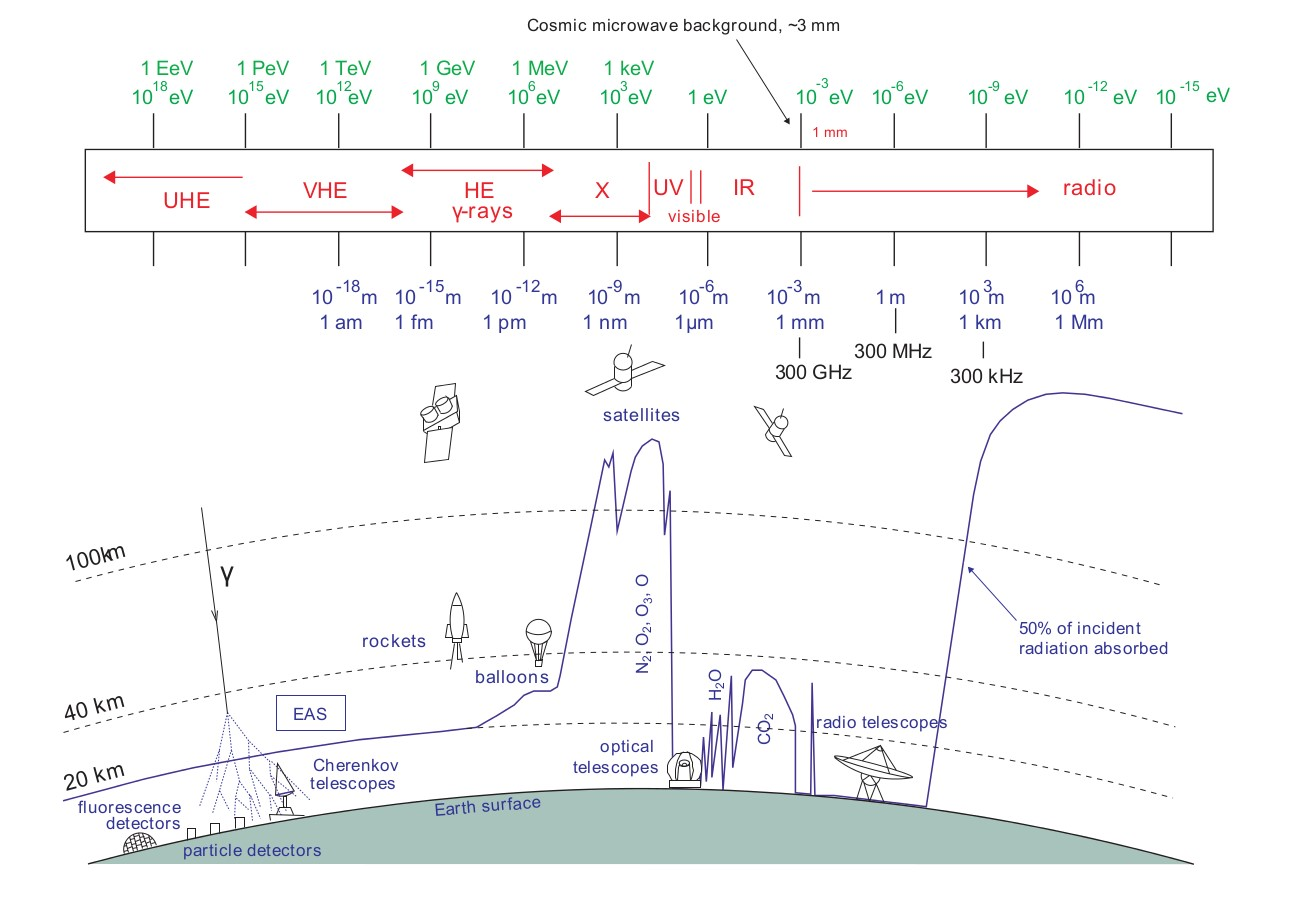 Cosmic microwave background, ~3 mm
1 EeV 1 PeV 1 TeV 1 GeV 1 MeV 1 keV
10^18 eV 10^15 eV 10^12 eV 10^9 eV 10^6 eV 10^3 eV 1 eV 10^-3 eV 10^-6 eV 10^-9 eV 10^-12 eV 10^-15 eV
1 mm
UHE VHE HE X UV IR radio
γ-rays visible
10^-18 m 10^-15 m 10^-12 m 10^-9 m 10^-6 m 10^-3 m 1 m 10^3 m 10^6 m
1 am 1 fm 1 pm 1 nm 1µm 1 mm 1 km 1 Mm
300 MHz
300 GHz 300 kHz
satellites
100km
γ
N2, O2, O3, O
50% of incident
radiation absorbed
rockets
balloons
40 km
EAS
H2O
CO2
radio telescopes
optical
telescopes
20 km
Cherenkov
telescopes
fluorescence
detectors
Earth surface
particle detectors